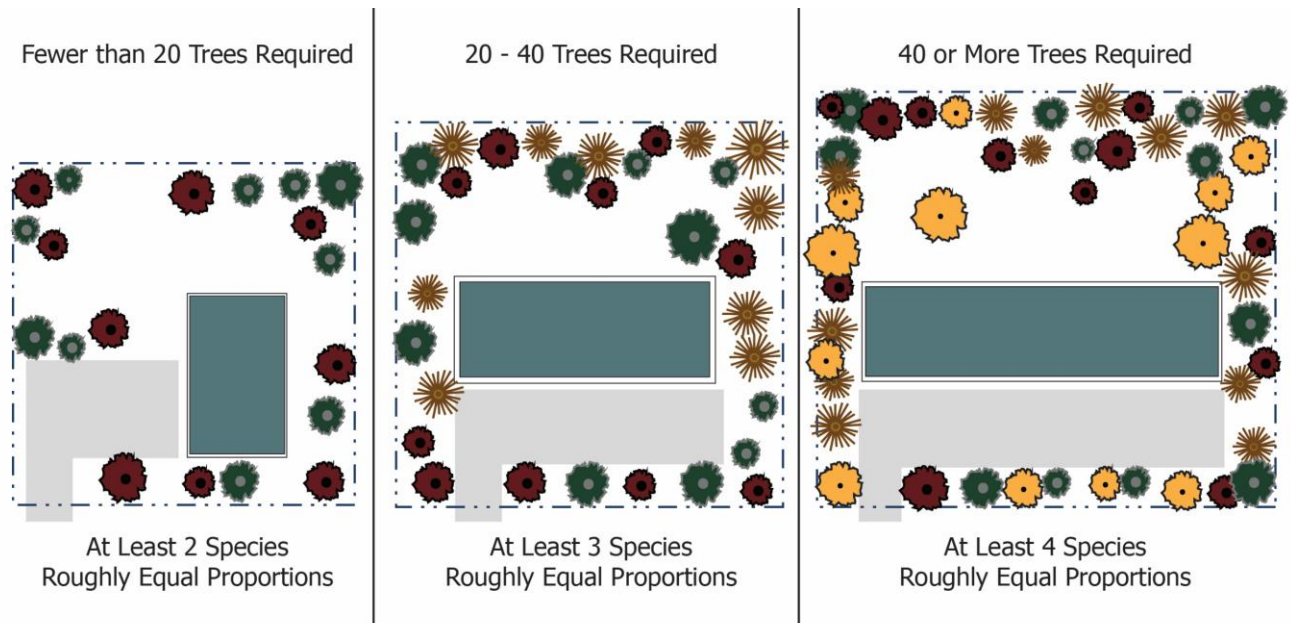 Fewer than 20 Trees Required
At Least 2 Species
Roughly Equal Proportions
20 - 40 Trees Required
At Least 3 Species
Roughly Equal Proportions
40 or More Trees Required
At Least 4 Species
Roughly Equal Proportions